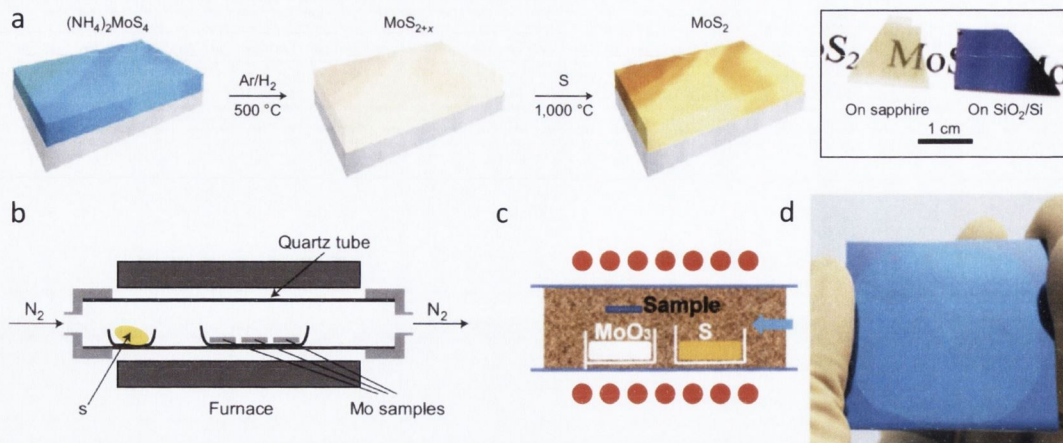 a
(NH₄)₂MoS₄
Ar/H₂
500 °C
MoS₂₊ₓ
S
1,000 °C
MoS₂
S₂ MoS
Mo
On sapphire
On SiO₂/Si
1 cm
b
Quartz tube
N₂
N₂
s
Furnace
Mo samples
c
Sample
MoO₃
S
d